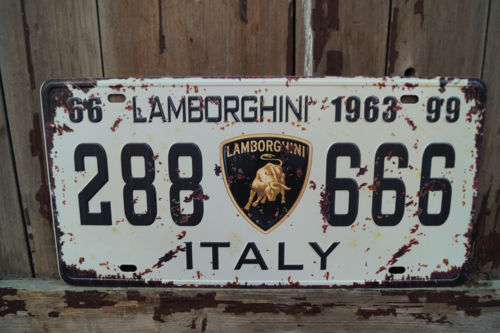 66 LAMBORGHINI 1963 99
288 LAMBORGHINI 666
ITALY